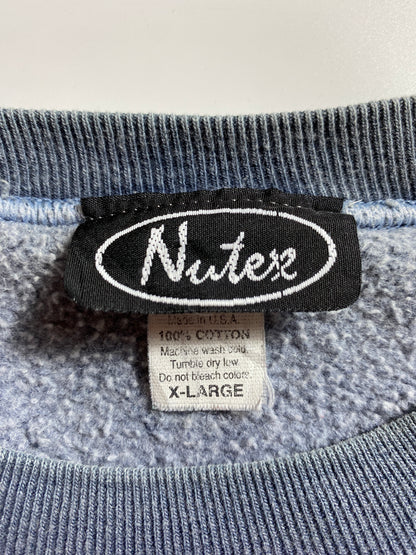 Nutex
Made in U.S.A.
100% COTTON
Machine wash cold.
Tumble dry low.
Do not bleach colors.
X-LARGE